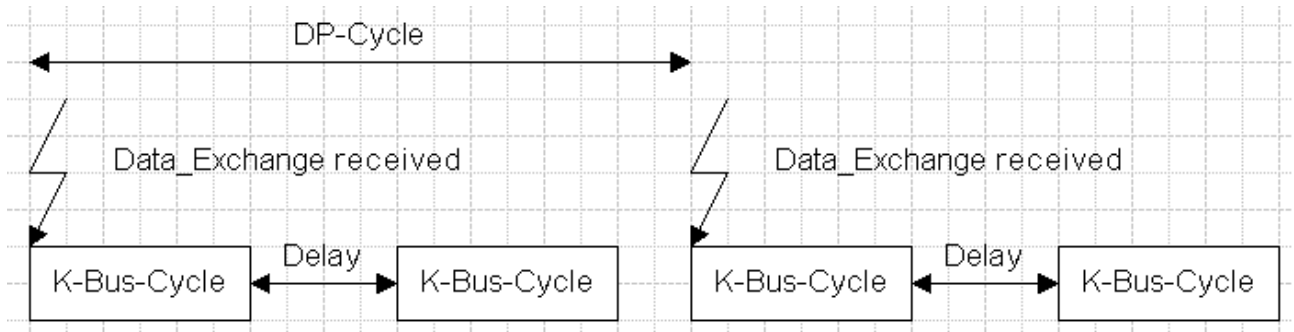 DP-Cycle
Data_Exchange received
Data_Exchange received
Delay
Delay
K-Bus-Cycle
K-Bus-Cycle
K-Bus-Cycle
K-Bus-Cycle